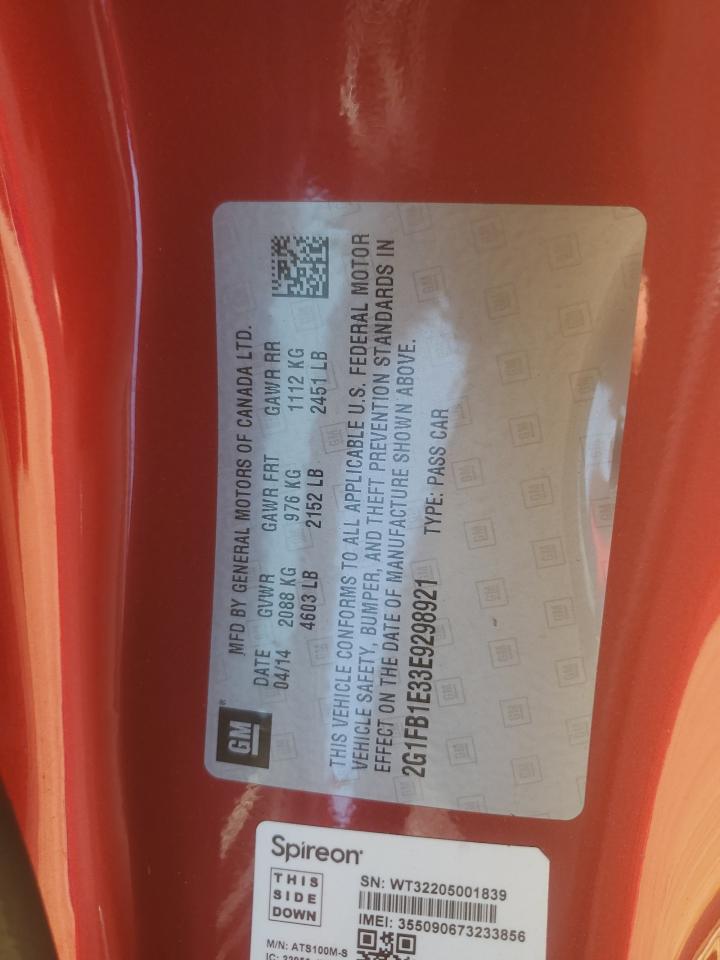 GM
MFD BY GENERAL MOTORS OF CANADA LTD.
DATE GVWR GAWR FRT GAWR RR
04/14 2088 KG 976 KG 1112 KG
4603 LB 2152 LB 2451 LB
THIS VEHICLE CONFORMS TO ALL APPLICABLE U.S. FEDERAL MOTOR
VEHICLE SAFETY, BUMPER, AND THEFT PREVENTION STANDARDS IN
EFFECT ON THE DATE OF MANUFACTURE SHOWN ABOVE.
2G1FB1E33E9298921 TYPE: PASS CAR
Spireon
THIS
SIDE
DOWN
SN: WT32205001839
IMEI: 355090673233856
M/N: ATS100M-S